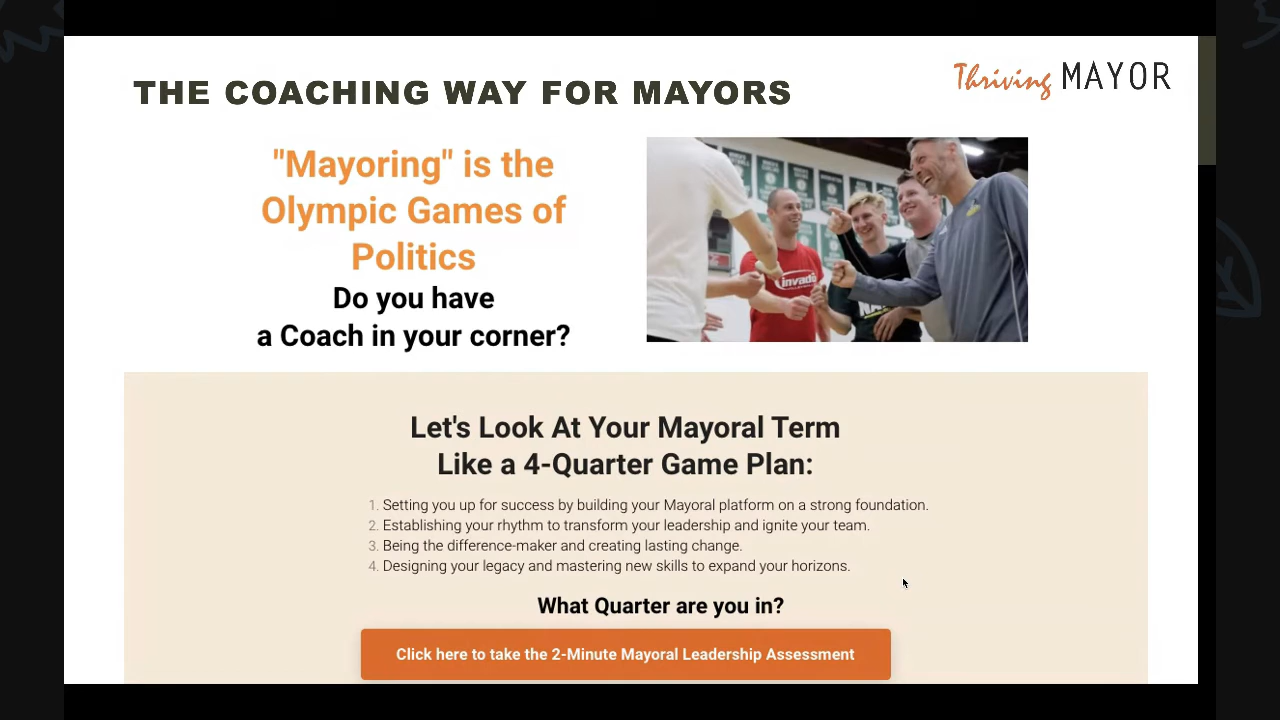 THE COACHING WAY FOR MAYORS
Thriving MAYOR
"Mayoring" is the
Olympic Games of
Politics
Do you have
a Coach in your corner?
invado
Let's Look At Your Mayoral Term
Like a 4-Quarter Game Plan:
1. Setting you up for success by building your Mayoral platform on a strong foundation.
2. Establishing your rhythm to transform your leadership and ignite your team.
3. Being the difference-maker and creating lasting change.
4. Designing your legacy and mastering new skills to expand your horizons.
What Quarter are you in?
Click here to take the 2-Minute Mayoral Leadership Assessment